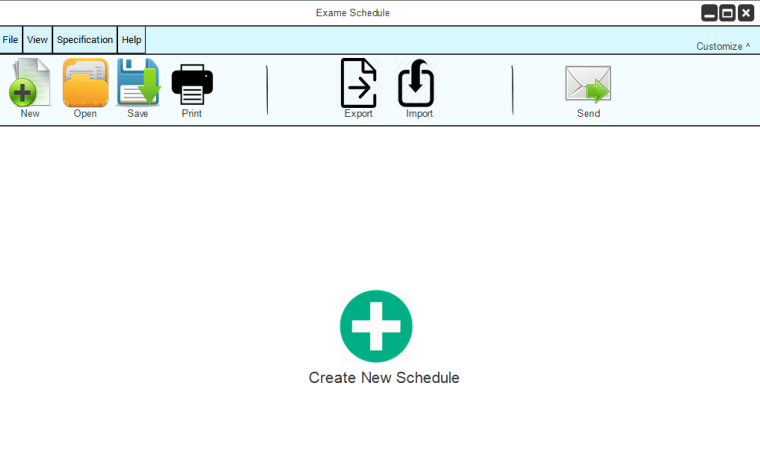 Exame Schedule
File View Specification Help
Customize ^
New Open Save Print Export Import Send
Create New Schedule